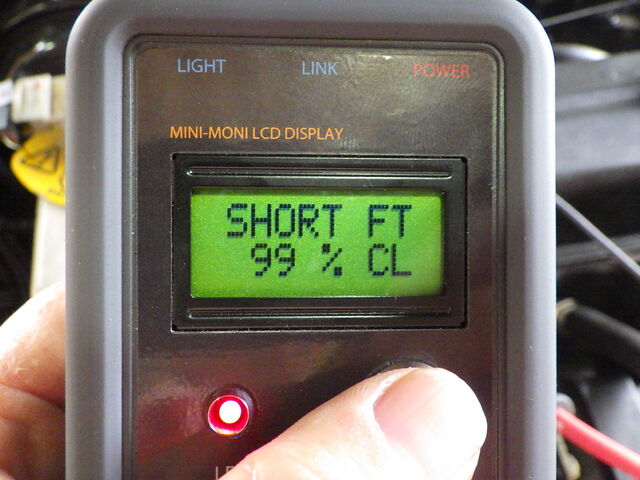 LIGHT LINK POWER
MINI-MONI LCD DISPLAY
SHORT FT
99 % CL